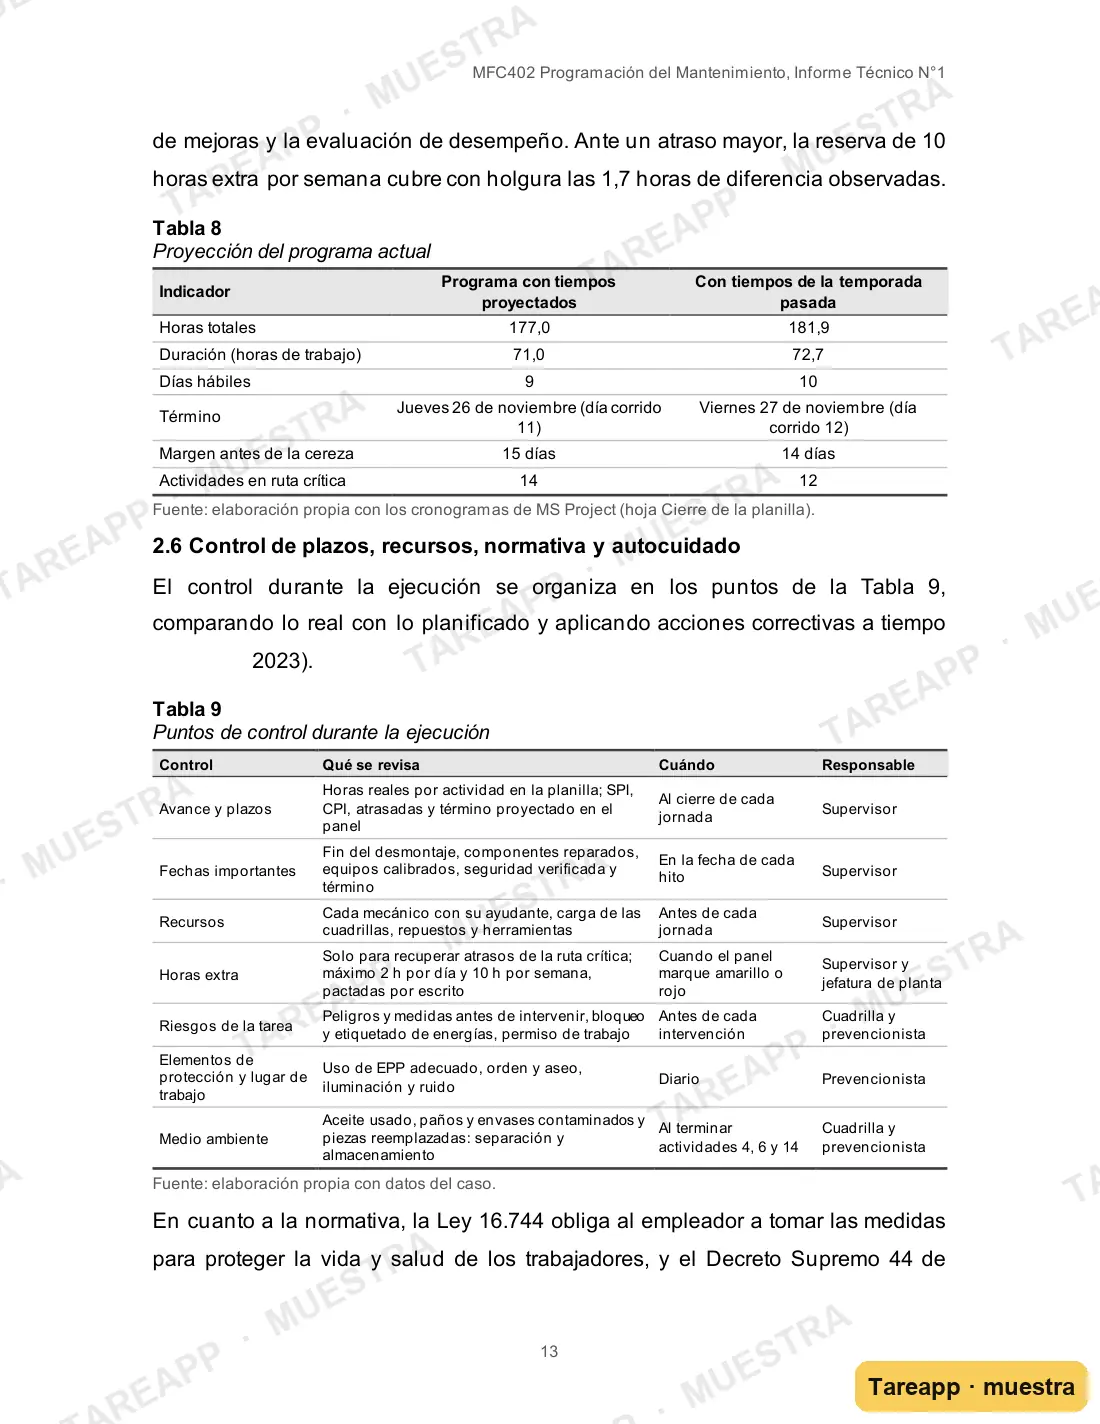 MFC402 Programación del Mantenimiento, Informe Técnico N°1
de mejoras y la evaluación de desempeño. Ante un atraso mayor, la reserva de 10
horas extra por semana cubre con holgura las 1,7 horas de diferencia observadas.
Tabla 8
Proyección del programa actual
Indicador Programa con tiempos proyectados Con tiempos de la temporada pasada
Horas totales 177,0 181,9
Duración (horas de trabajo) 71,0 72,7
Días hábiles 9 10
Término Jueves 26 de noviembre (día corrido 11) Viernes 27 de noviembre (día corrido 12)
Margen antes de la cereza 15 días 14 días
Actividades en ruta crítica 14 12
Fuente: elaboración propia con los cronogramas de MS Project (hoja Cierre de la planilla).
2.6 Control de plazos, recursos, normativa y autocuidado
El control durante la ejecución se organiza en los puntos de la Tabla 9,
comparando lo real con lo planificado y aplicando acciones correctivas a tiempo
2023).
Tabla 9
Puntos de control durante la ejecución
Control Qué se revisa Cuándo Responsable
Avance y plazos Horas reales por actividad en la planilla; SPI, CPI, atrasadas y término proyectado en el panel Al cierre de cada jornada Supervisor
Fechas importantes Fin del desmontaje, componentes reparados, equipos calibrados, seguridad verificada y término En la fecha de cada hito Supervisor
Recursos Cada mecánico con su ayudante, carga de las cuadrillas, repuestos y herramientas Antes de cada jornada Supervisor
Horas extra Solo para recuperar atrasos de la ruta crítica; máximo 2 h por día y 10 h por semana, pactadas por escrito Cuando el panel marque amarillo o rojo Supervisor y jefatura de planta
Riesgos de la tarea Peligros y medidas antes de intervenir, bloqueo y etiquetado de energías, permiso de trabajo Antes de cada intervención Cuadrilla y prevencionista
Elementos de protección y lugar de trabajo Uso de EPP adecuado, orden y aseo, iluminación y ruido Diario Prevencionista
Medio ambiente Aceite usado, paños y envases contaminados y piezas reemplazadas: separación y almacenamiento Al terminar actividades 4, 6 y 14 Cuadrilla y prevencionista
Fuente: elaboración propia con datos del caso.
En cuanto a la normativa, la Ley 16.744 obliga al empleador a tomar las medidas
para proteger la vida y salud de los trabajadores, y el Decreto Supremo 44 de
13
Tareapp · muestra
TAREAPP · MUESTRA